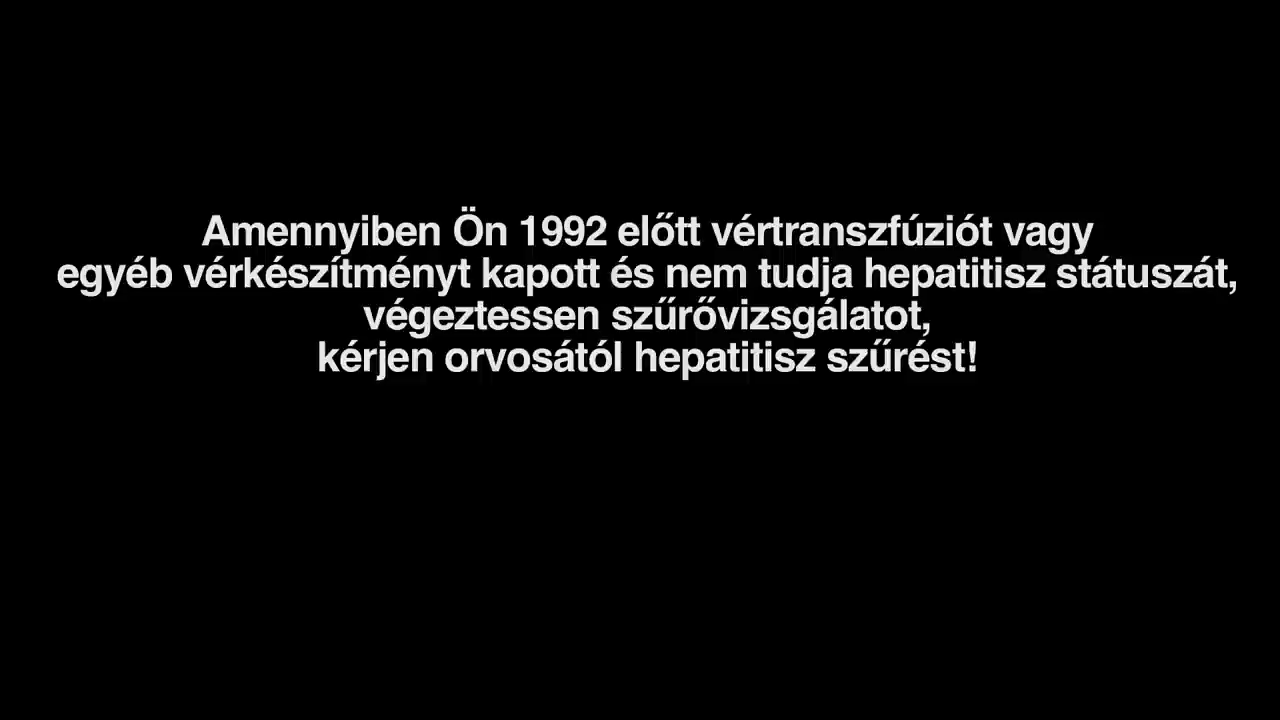 Amennyiben Ön 1992 előtt vértranszfúziót vagy
egyéb vérkészítményt kapott és nem tudja hepatitisz státuszát,
végeztessen szűrővizsgálatot,
kérjen orvosától hepatitisz szűrést!